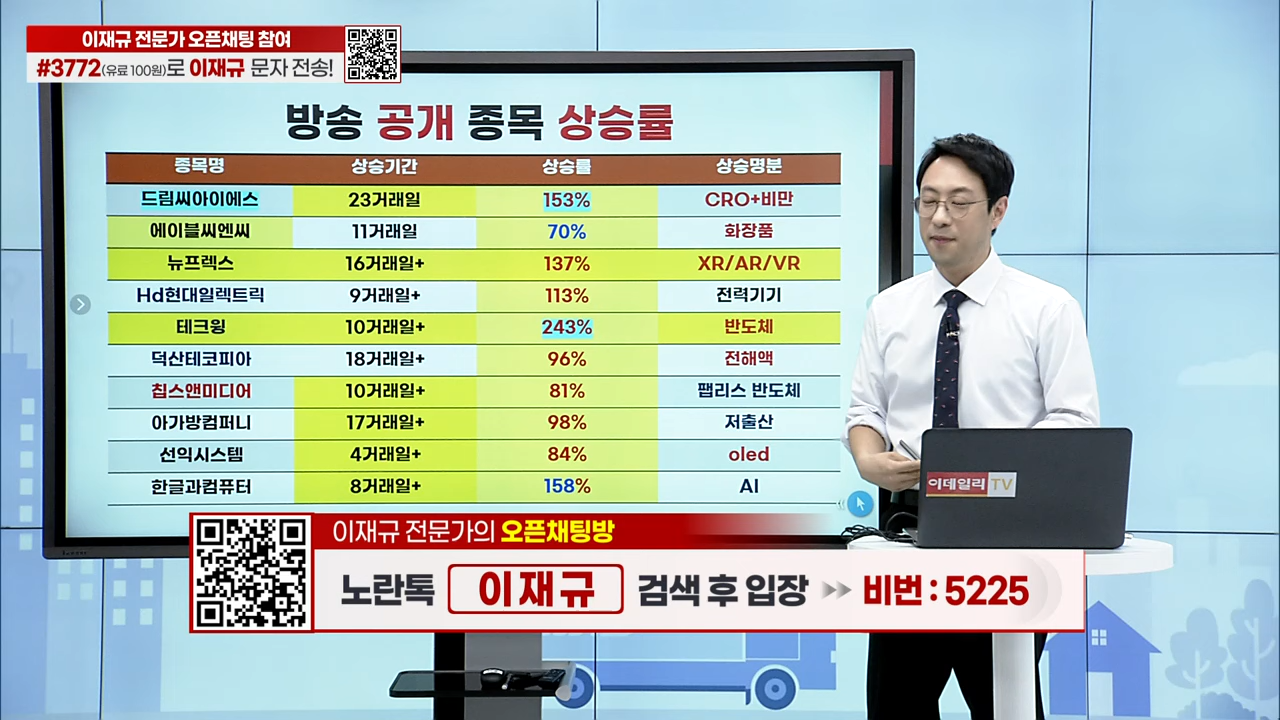 이재규 전문가 오픈채팅 참여
#3772(유료 100원)로 이재규 문자 전송!
방송 공개 종목 상승률
종목명 상승기간 상승률 상승명분
드림씨아이에스 23거래일 153% CRO+비만
에이블씨엔씨 11거래일 70% 화장품
뉴프렉스 16거래일+ 137% XR/AR/VR
Hd현대일렉트릭 9거래일+ 113% 전력기기
테크윙 10거래일+ 243% 반도체
덕산테코피아 18거래일+ 96% 전해액
칩스앤미디어 10거래일+ 81% 팹리스 반도체
아가방컴퍼니 17거래일+ 98% 저출산
선익시스템 4거래일+ 84% oled
한글과컴퓨터 8거래일+ 158% AI
이데일리 TV
이재규 전문가의 오픈채팅방
노란톡 이재규 검색 후 입장 비번 : 5225